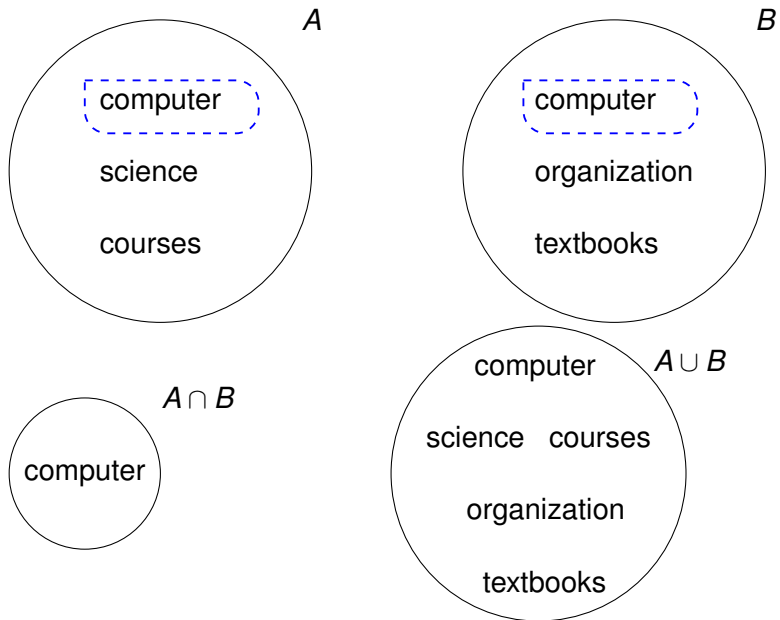 A
computer
science
courses
B
computer
organization
textbooks
A ∩ B
computer
A ∪ B
computer
science courses
organization
textbooks